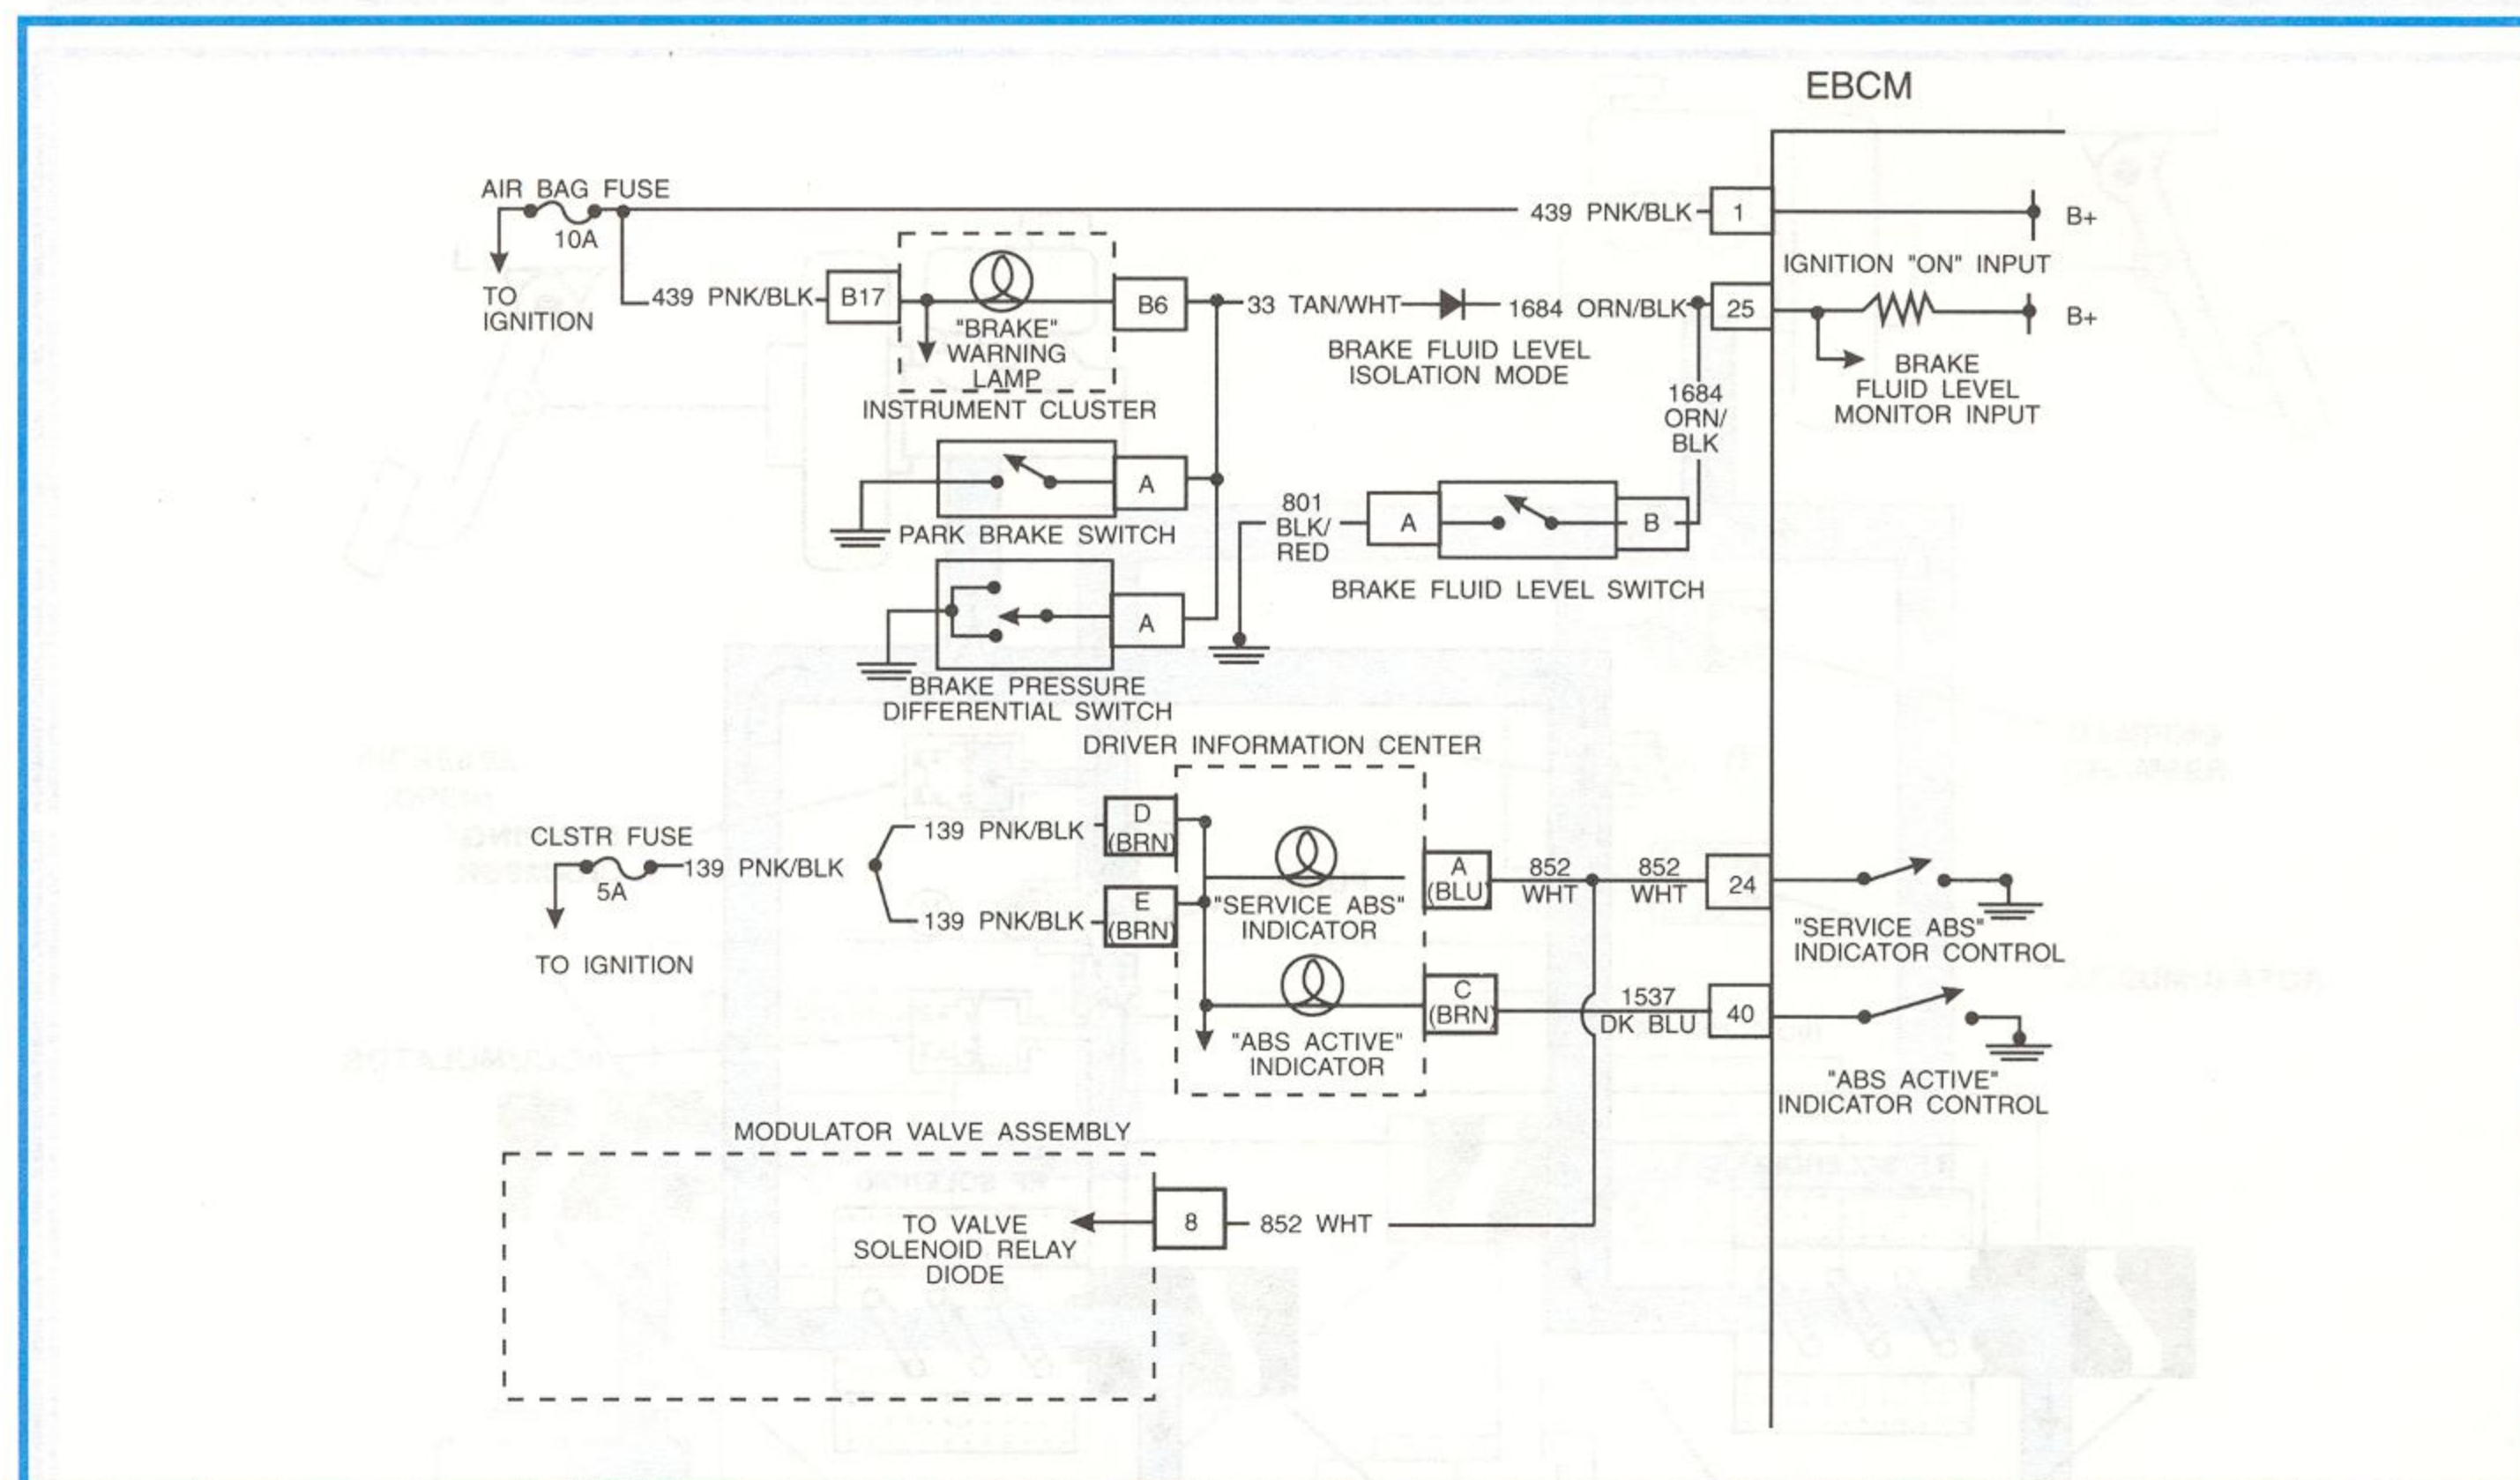 EBCM
AIR BAG FUSE
10A
TO
IGNITION
439 PNK/BLK
1
B+
IGNITION "ON" INPUT
439 PNK/BLK
B17
"BRAKE"
WARNING
LAMP
B6
INSTRUMENT CLUSTER
33 TAN/WHT
1684 ORN/BLK
25
B+
BRAKE FLUID LEVEL
ISOLATION MODE
BRAKE
FLUID LEVEL
MONITOR INPUT
1684
ORN/
BLK
A
PARK BRAKE SWITCH
801
BLK/
RED
A
B
BRAKE FLUID LEVEL SWITCH
A
BRAKE PRESSURE
DIFFERENTIAL SWITCH
DRIVER INFORMATION CENTER
CLSTR FUSE
5A
TO IGNITION
139 PNK/BLK
139 PNK/BLK
D
(BRN)
139 PNK/BLK
E
(BRN)
"SERVICE ABS"
INDICATOR
A
(BLU)
852
WHT
852
WHT
24
"SERVICE ABS"
INDICATOR CONTROL
"ABS ACTIVE"
INDICATOR
C
(BRN)
1537
DK BLU
40
"ABS ACTIVE"
INDICATOR CONTROL
MODULATOR VALVE ASSEMBLY
TO VALVE
SOLENOID RELAY
DIODE
8
852 WHT